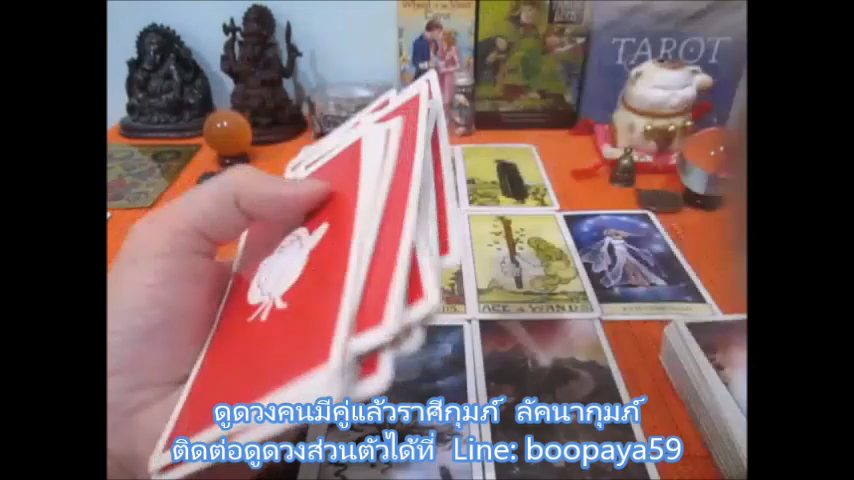 TAROT
ACE of WANDS.
ดูดวงคนมีคู่แล้วราศีกุมภ์ ลัคนากุมภ์
ติดต่อดูดวงส่วนตัวได้ที่ Line: boopaya59